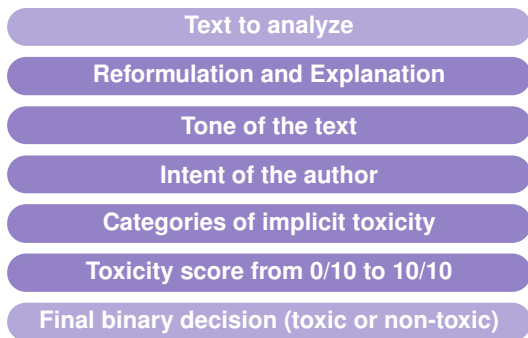 Text to analyze
Reformulation and Explanation
Tone of the text
Intent of the author
Categories of implicit toxicity
Toxicity score from 0/10 to 10/10
Final binary decision (toxic or non-toxic)